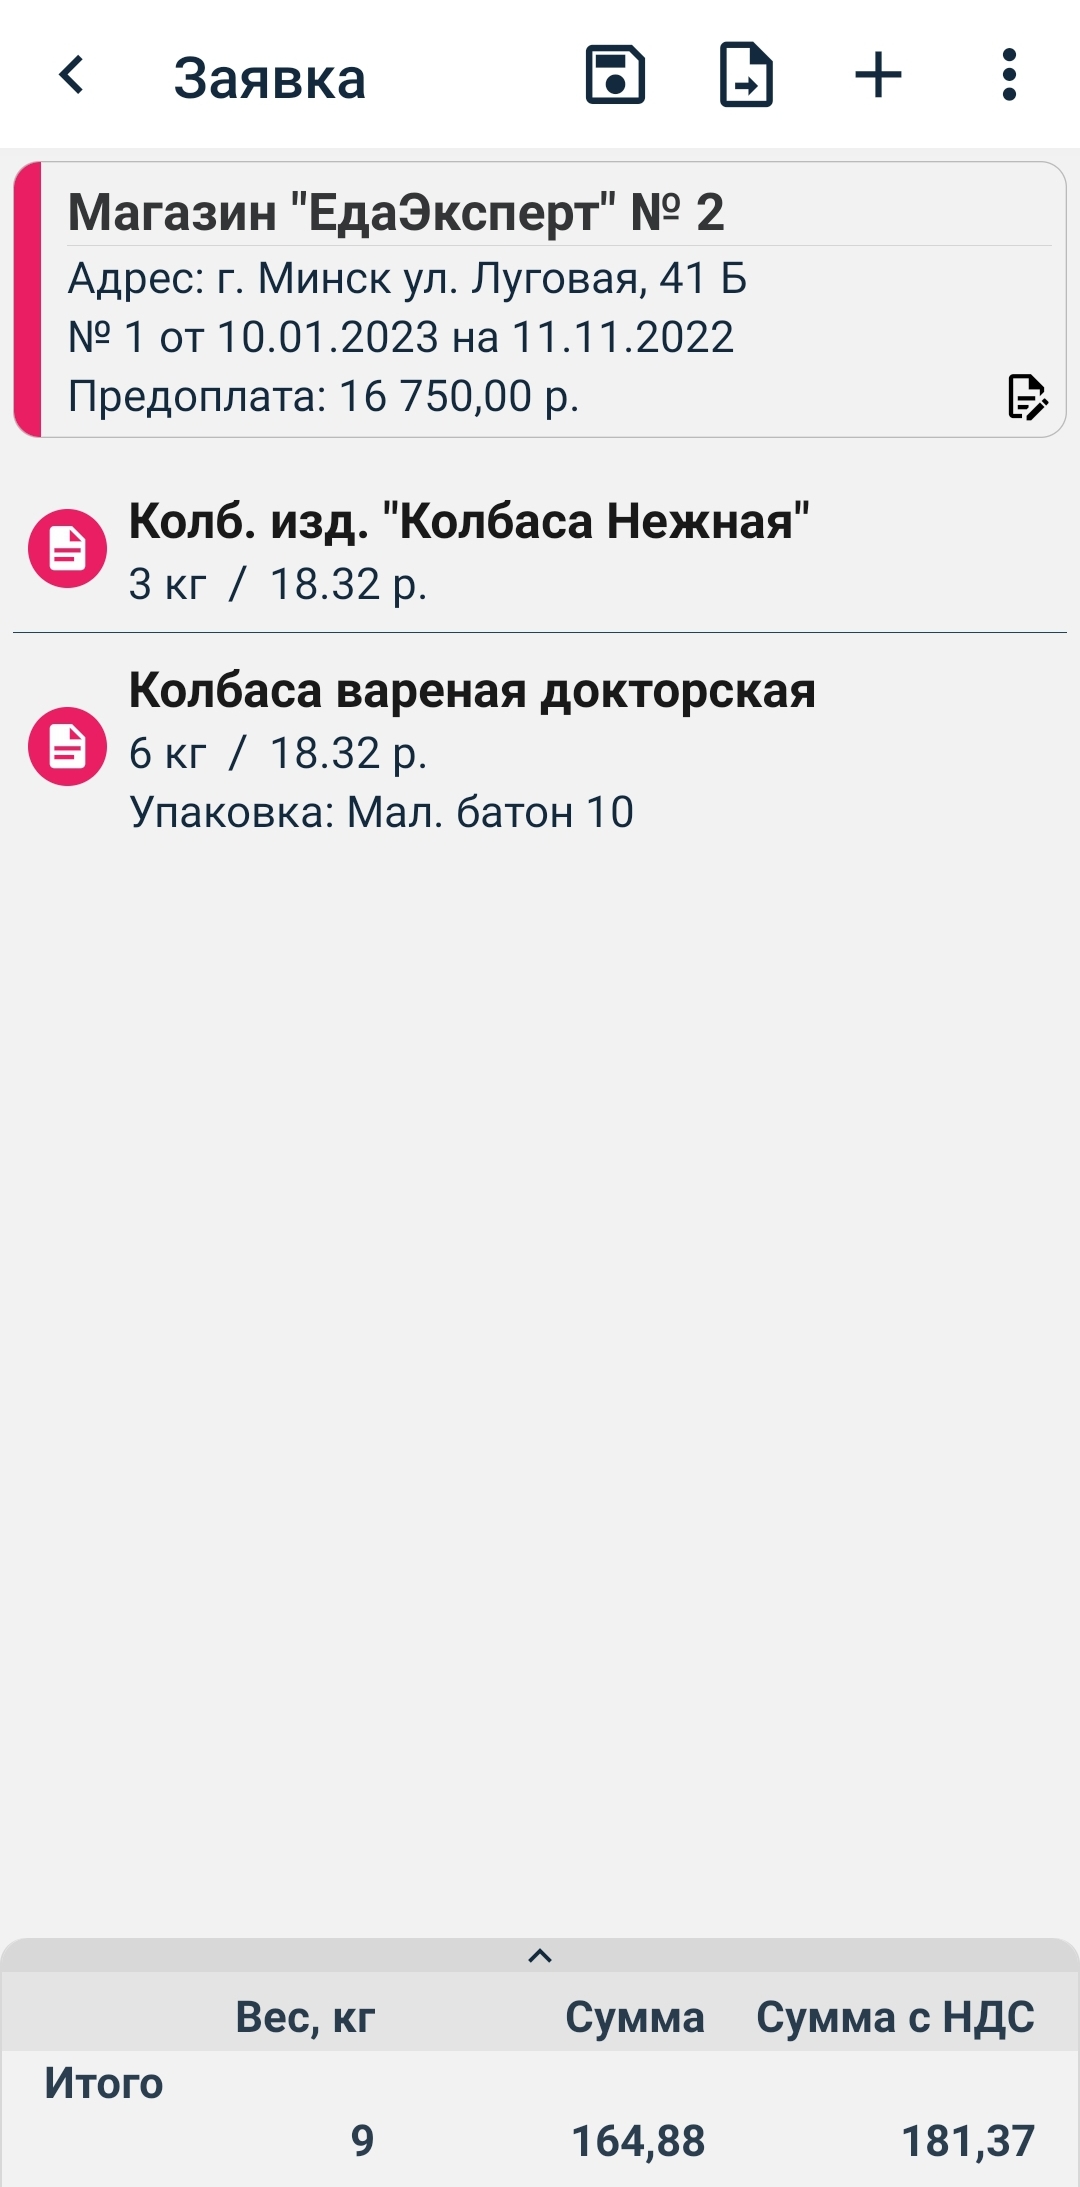 Заявка
Магазин "ЕдаЭксперт" № 2
Адрес: г. Минск ул. Луговая, 41 Б
№ 1 от 10.01.2023 на 11.11.2022
Предоплата: 16 750,00 р.
Колб. изд. "Колбаса Нежная"
3 кг / 18.32 р.
Колбаса вареная докторская
6 кг / 18.32 р.
Упаковка: Мал. батон 10
Вес, кг Сумма Сумма с НДС
Итого
9 164,88 181,37